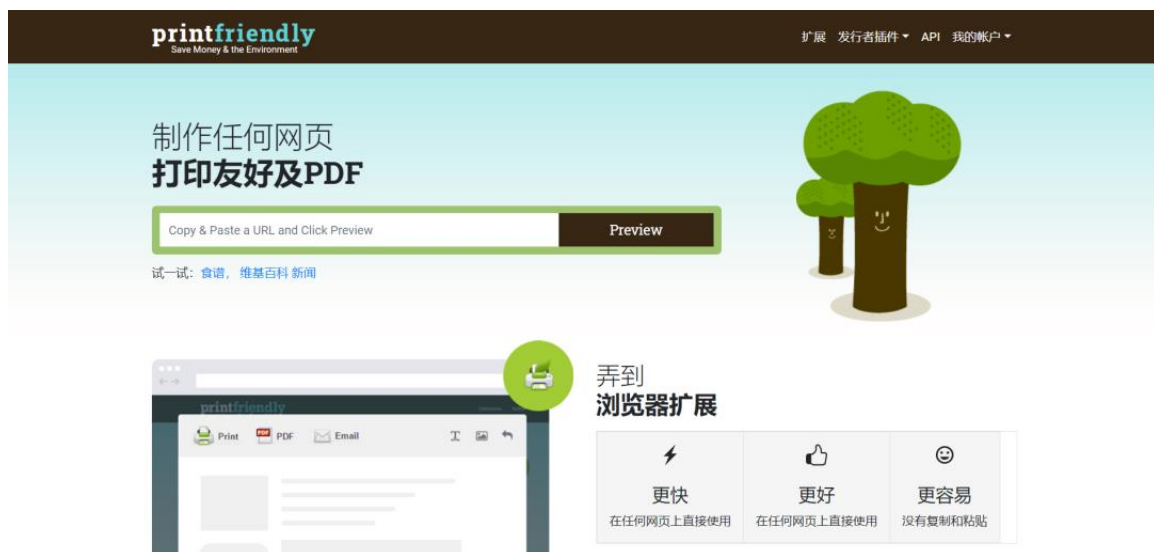 printfriendly
Save Money & the Environment
扩展 发行者插件 API 我的帐户
制作任何网页
打印友好及PDF
Copy & Paste a URL and Click Preview
Preview
试一试：食谱， 维基百科 新闻
printfriendly
Print PDF Email
弄到
浏览器扩展
更快
在任何网页上直接使用
更好
在任何网页上直接使用
更容易
没有复制和粘贴